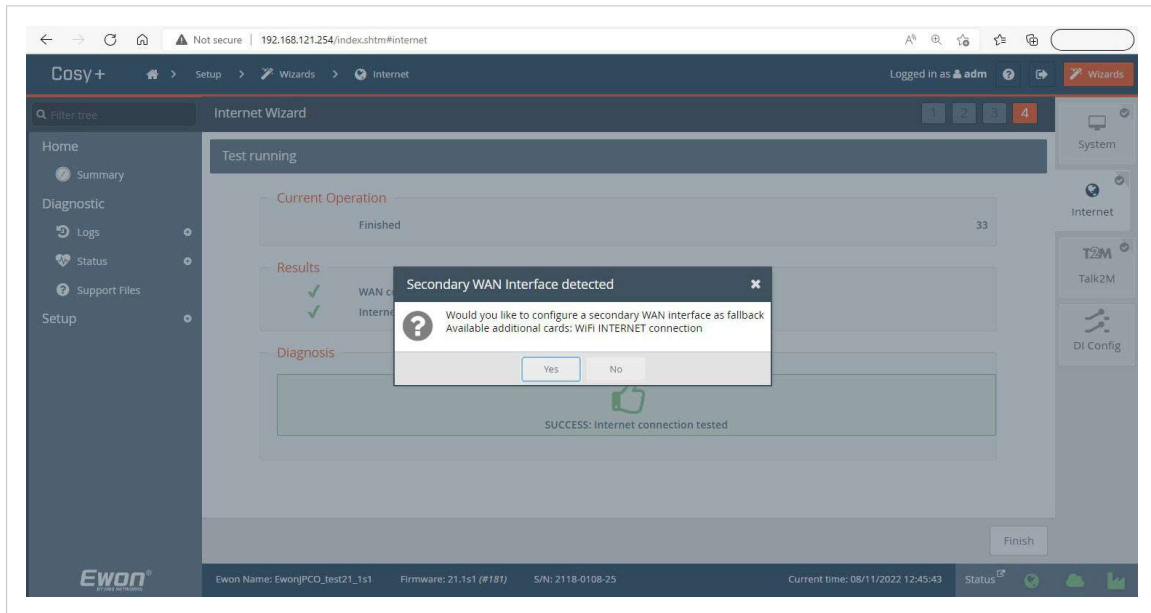 Not secure | 192.168.121.254/index.shtm#internet
Cosy+ > Setup > Wizards > Internet
Logged in as adm
Wizards
Filter tree
Internet Wizard
1 2 3 4
Home
Summary
Diagnostic
Logs
Status
Support Files
Setup
Test running
Current Operation
Finished 33
Results
WAN
Diagnosis
SUCCESS: Internet connection tested
Secondary WAN Interface detected
Would you like to configure a secondary WAN interface as fallback
Available additional cards: WiFi INTERNET connection
Yes No
Finish
System
Internet
T2M
Talk2M
DI Config
Ewon®
Ewon Name: EwonJPCO_test21_1s1 Firmware: 21.1s1 (#181) S/N: 2118-0108-25 Current time: 08/11/2022 12:45:43 Status